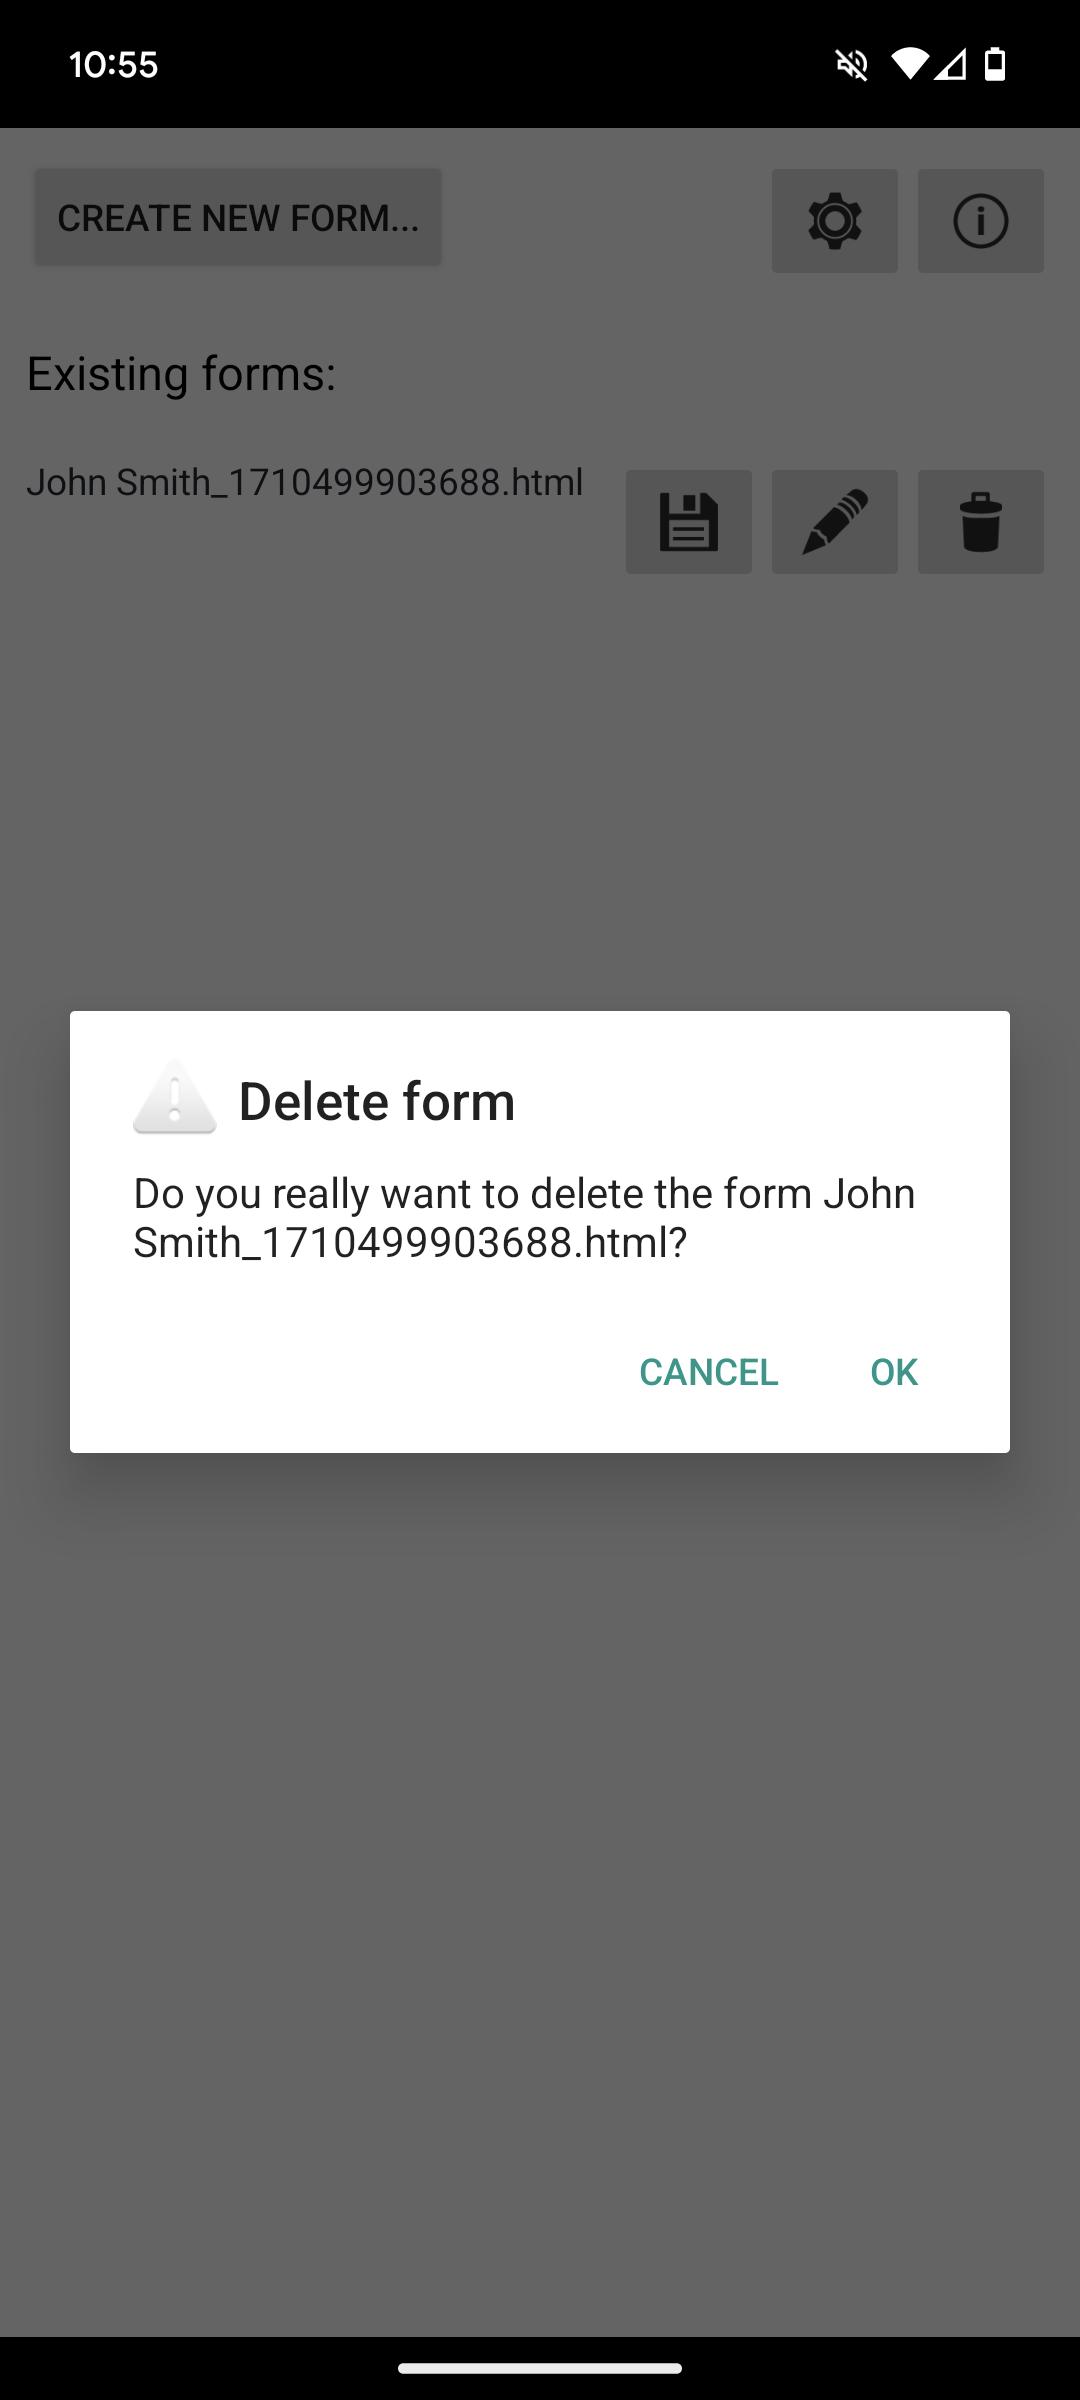 10:55
CREATE NEW FORM...
Existing forms:
John Smith_1710499903688.html
Delete form
Do you really want to delete the form John
Smith_1710499903688.html?
CANCEL OK